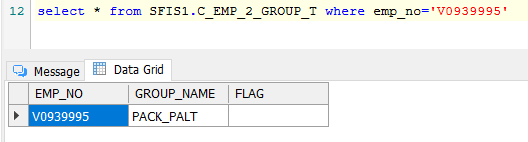 12 select * from SFIS1.C_EMP_2_GROUP_T where emp_no='V0939995'
Message Data Grid
EMP_NO GROUP_NAME FLAG
V0939995 PACK_PALT